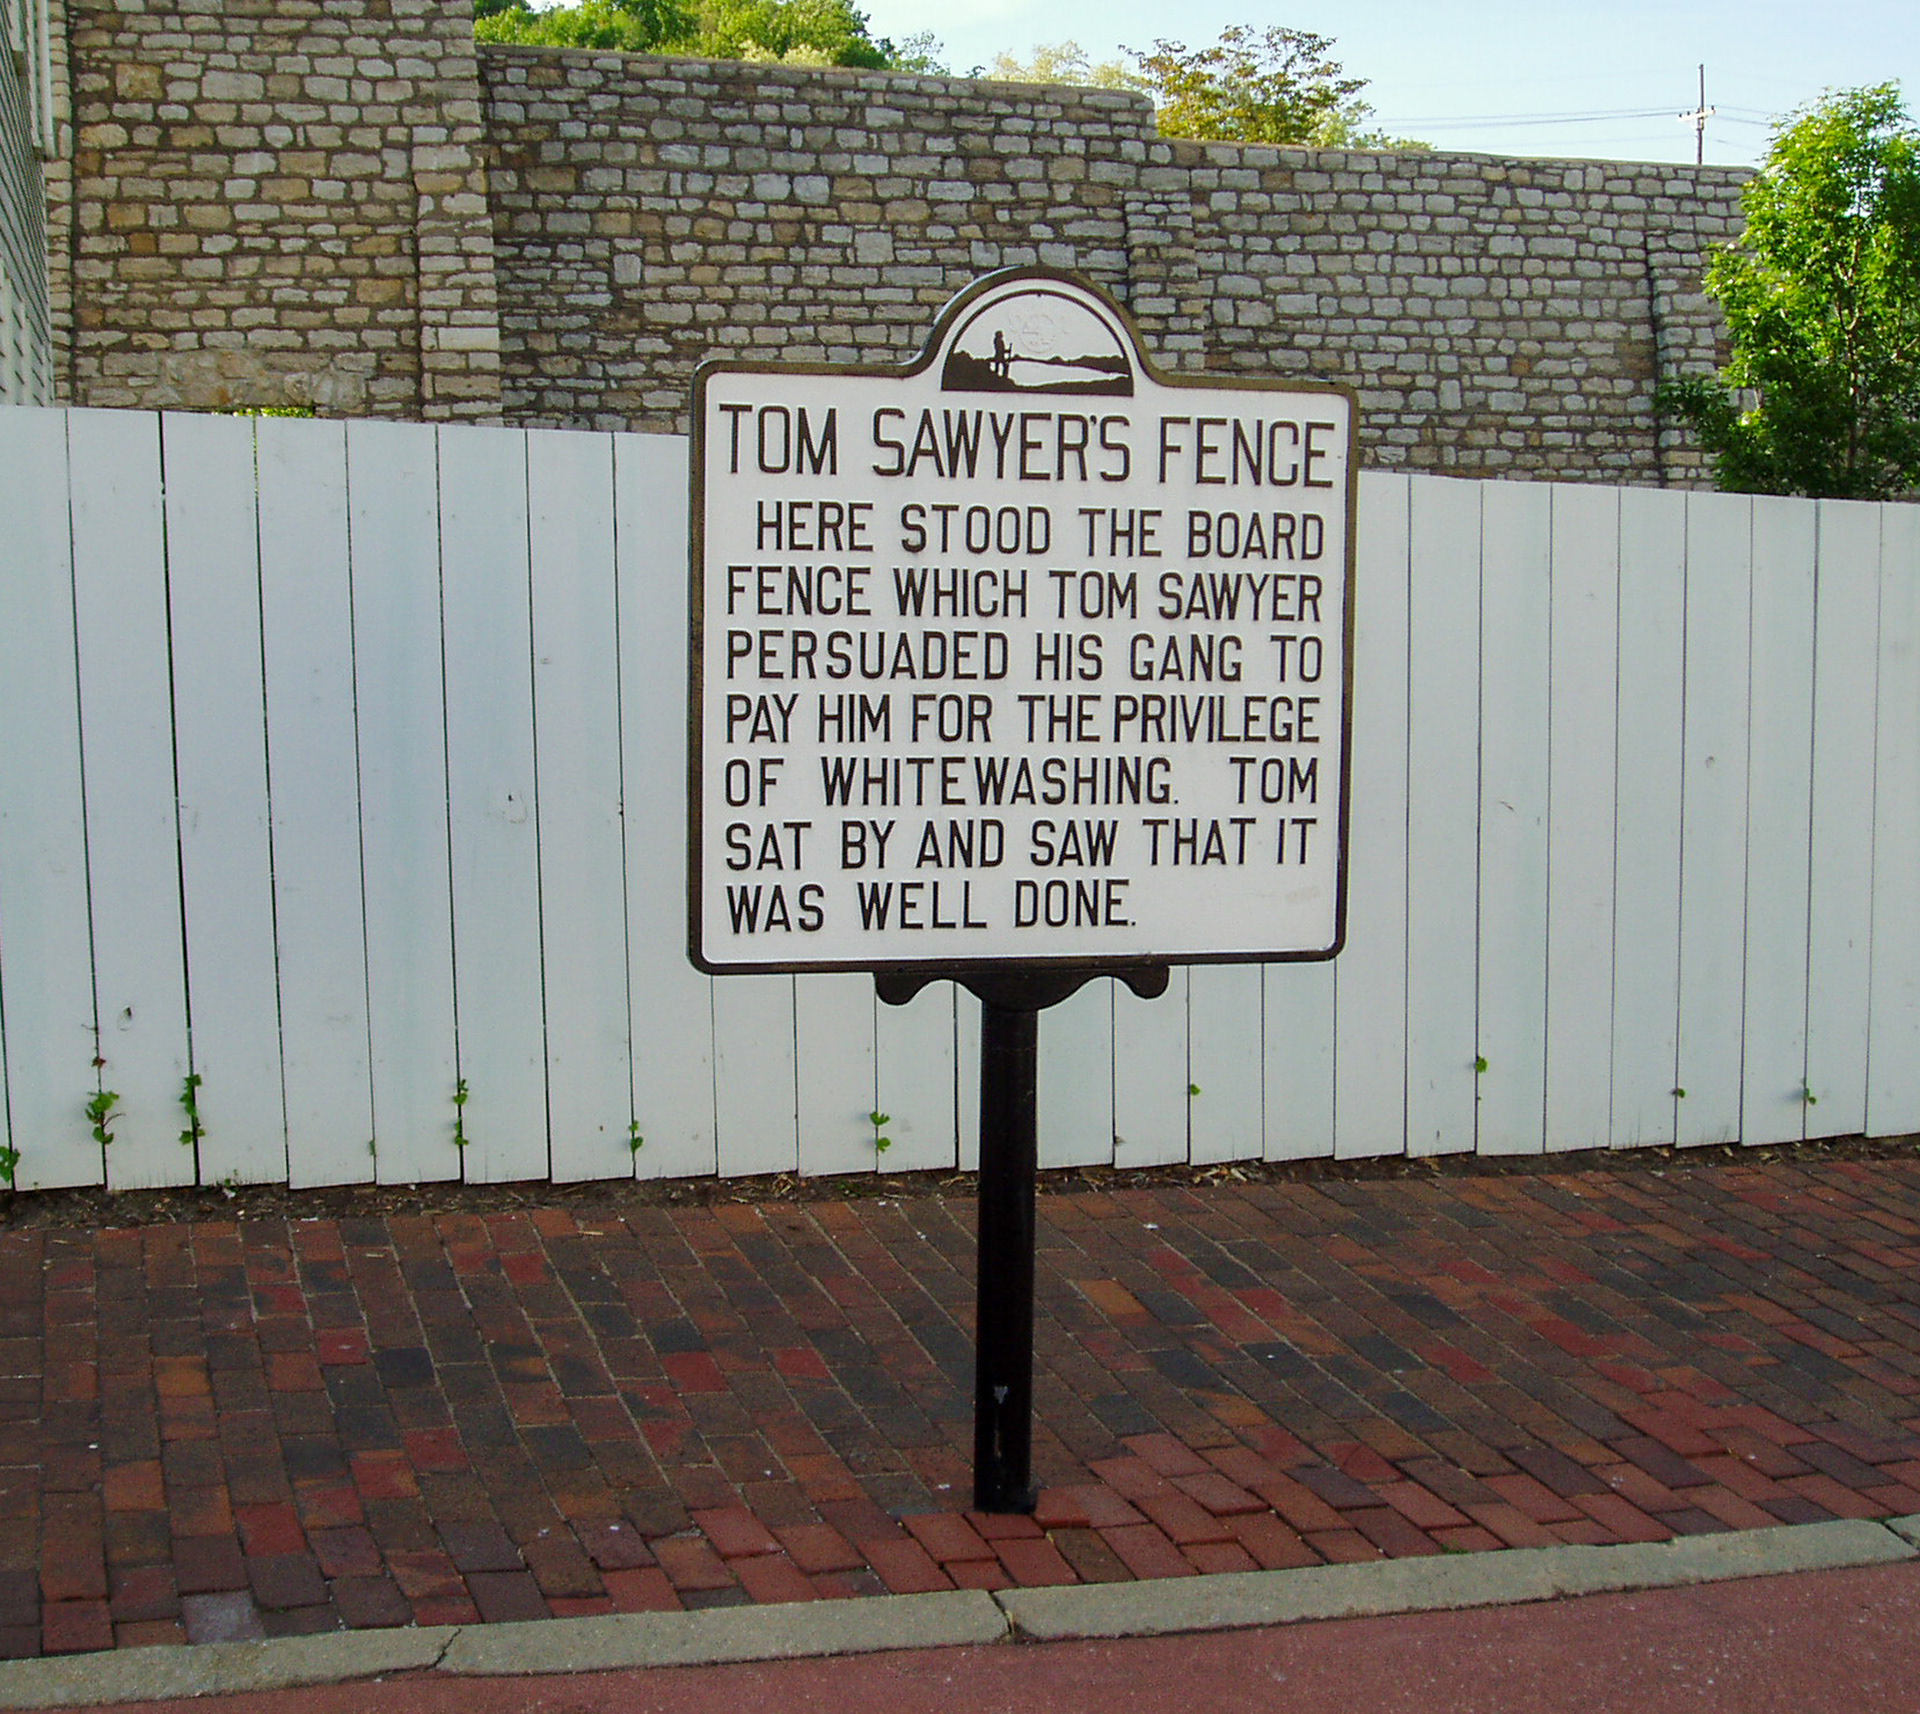 TOM SAWYER'S FENCE
HERE STOOD THE BOARD
FENCE WHICH TOM SAWYER
PERSUADED HIS GANG TO
PAY HIM FOR THE PRIVILEGE
OF WHITEWASHING. TOM
SAT BY AND SAW THAT IT
WAS WELL DONE.